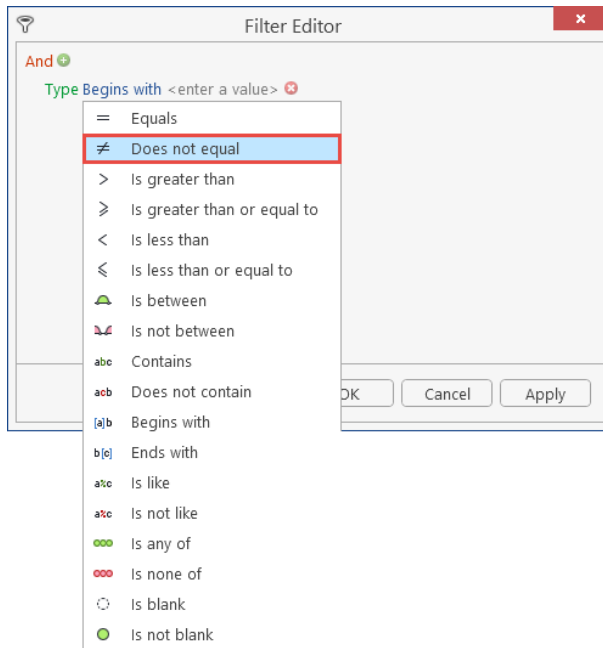 Filter Editor
And
Type Begins with <enter a value>
= Equals
≠ Does not equal
> Is greater than
⩾ Is greater than or equal to
< Is less than
⩽ Is less than or equal to
Is between
Is not between
abc Contains
acb Does not contain
[a]b Begins with
b[c] Ends with
a%c Is like
a%c Is not like
Is any of
Is none of
Is blank
Is not blank
OK Cancel Apply